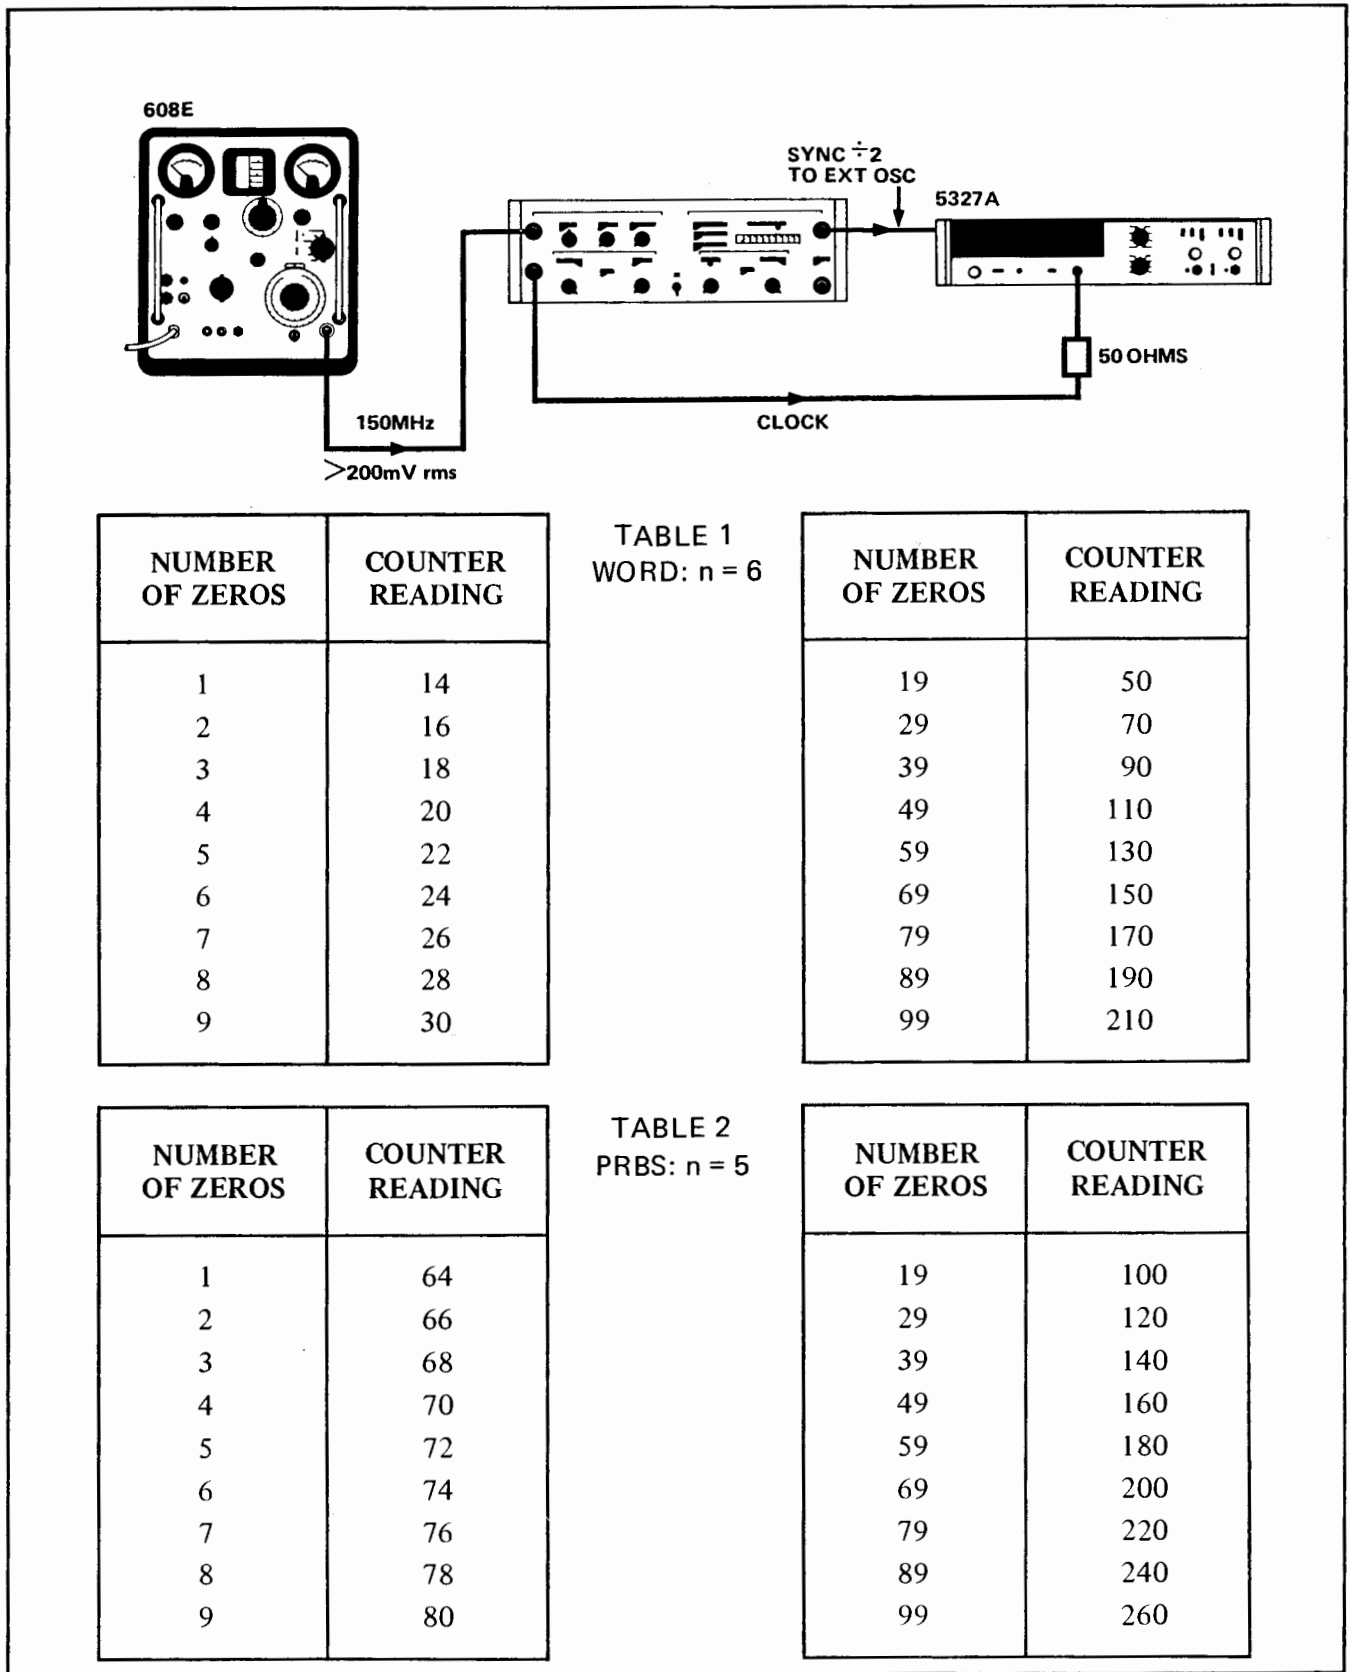 608E
SYNC ÷2
TO EXT OSC
5327A
50 OHMS
CLOCK
150MHz
>200mV rms
TABLE 1
WORD: n = 6
NUMBER OF ZEROS COUNTER READING
1 14
2 16
3 18
4 20
5 22
6 24
7 26
8 28
9 30
NUMBER OF ZEROS COUNTER READING
19 50
29 70
39 90
49 110
59 130
69 150
79 170
89 190
99 210
TABLE 2
PRBS: n = 5
NUMBER OF ZEROS COUNTER READING
1 64
2 66
3 68
4 70
5 72
6 74
7 76
8 78
9 80
NUMBER OF ZEROS COUNTER READING
19 100
29 120
39 140
49 160
59 180
69 200
79 220
89 240
99 260